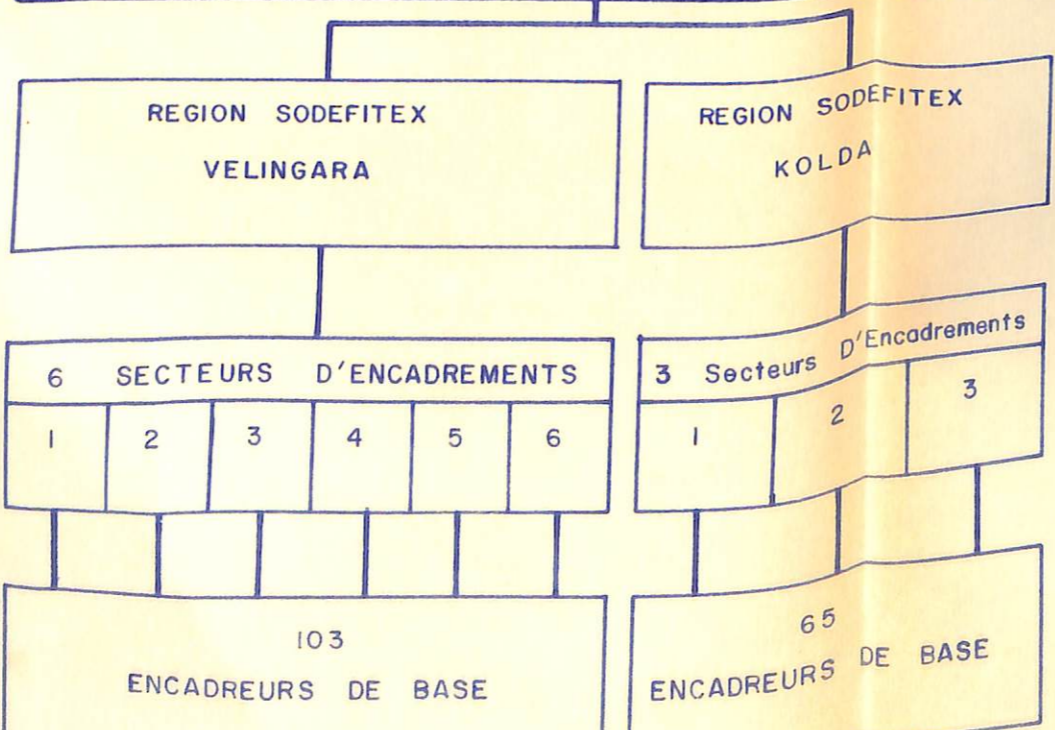 REGION SODEFITEX
VELINGARA
REGION SODEFITEX
KOLDA
6 SECTEURS D'ENCADREMENTS
1 2 3 4 5 6
3 Secteurs D'Encadrements
1 2 3
103
ENCADREURS DE BASE
65
ENCADREURS DE BASE